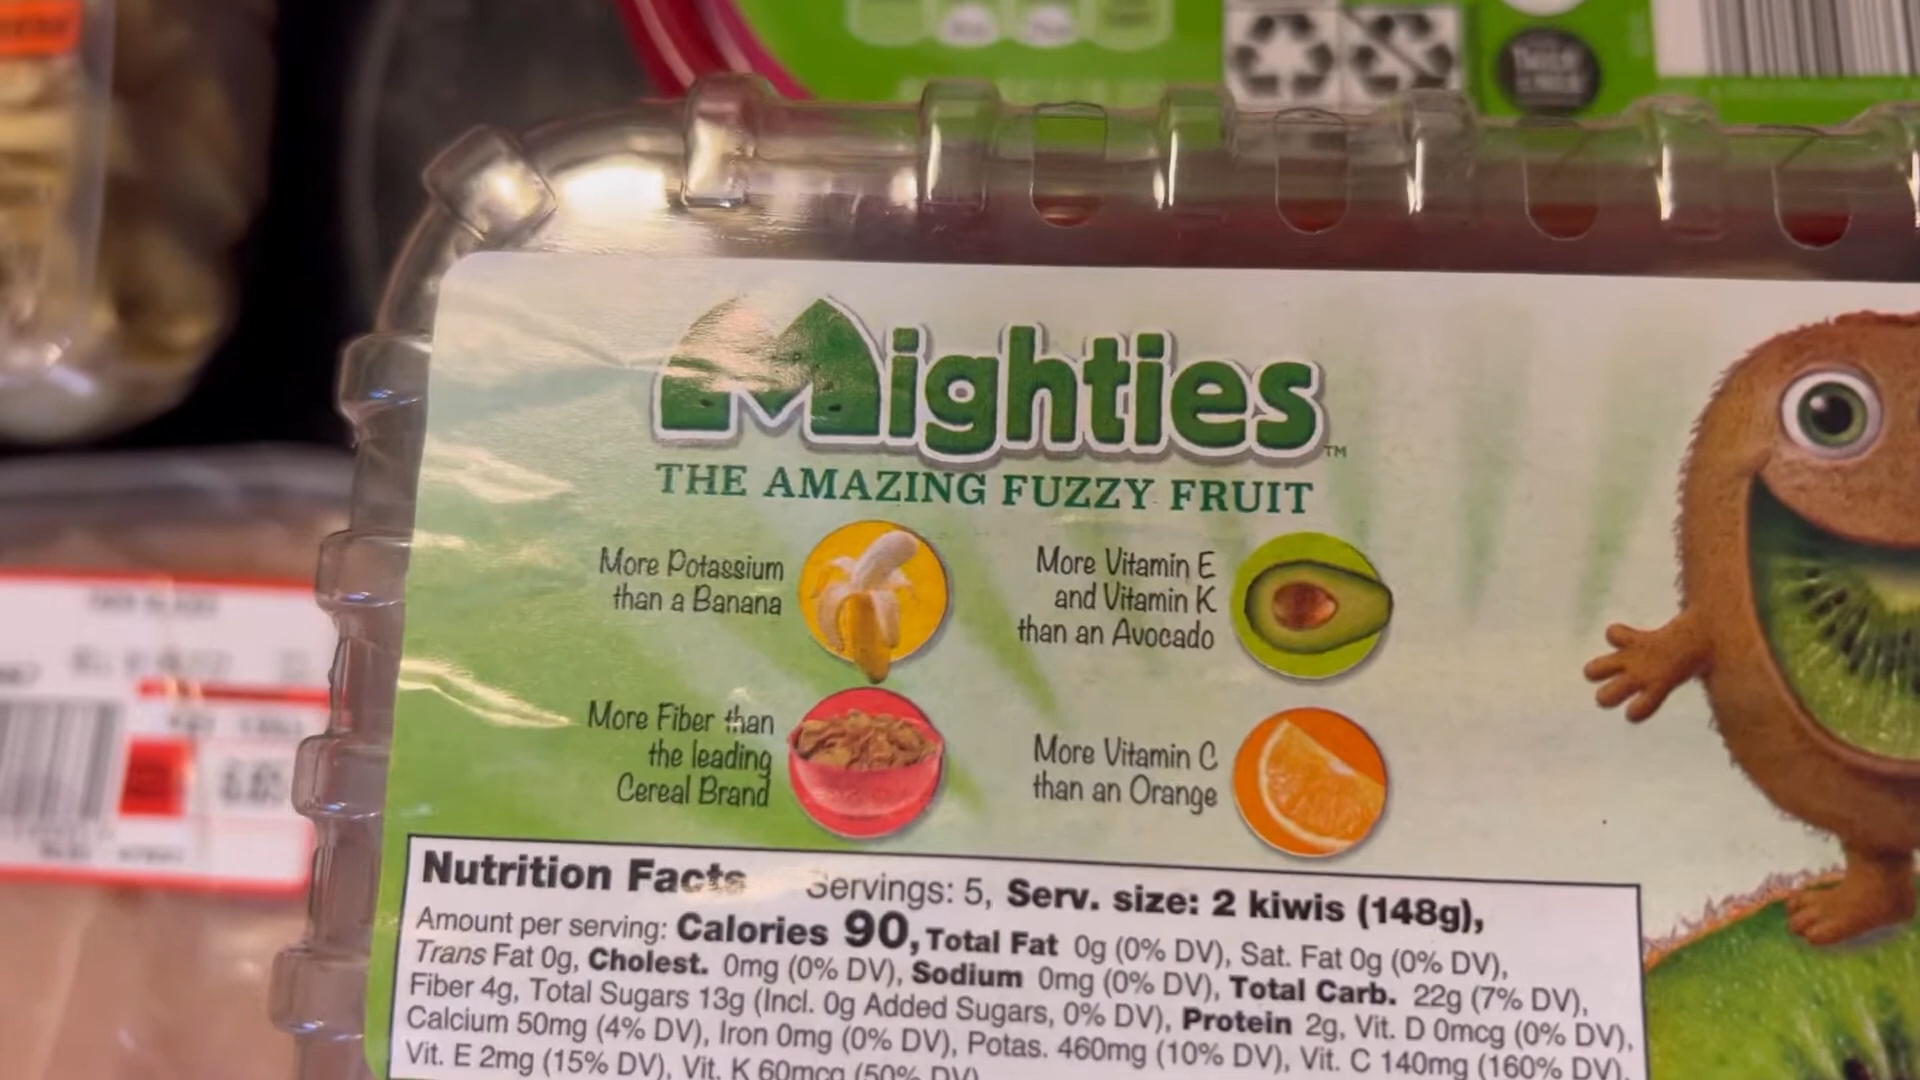 Mighties™
THE AMAZING FUZZY FRUIT
More Potassium
than a Banana
More Vitamin E
and Vitamin K
than an Avocado
More Fiber than
the leading
Cereal Brand
More Vitamin C
than an Orange
Nutrition Facts Servings: 5, Serv. size: 2 kiwis (148g),
Amount per serving: Calories 90, Total Fat 0g (0% DV), Sat. Fat 0g (0% DV),
Trans Fat 0g, Cholest. 0mg (0% DV), Sodium 0mg (0% DV), Total Carb. 22g (7% DV),
Fiber 4g, Total Sugars 13g (Incl. 0g Added Sugars, 0% DV), Protein 2g, Vit. D 0mcg (0% DV),
Calcium 50mg (4% DV), Iron 0mg (0% DV), Potas. 460mg (10% DV), Vit. C 140mg (160% DV),
Vit. E 2mg (15% DV), Vit. K 60mcg (50% DV)